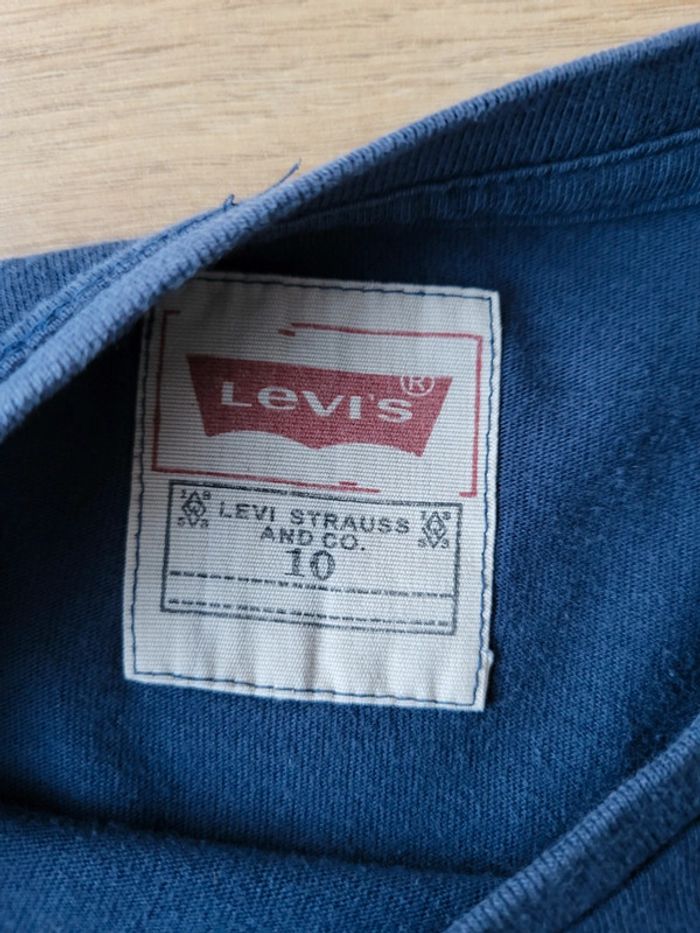 LEVI'S®
LEVI STRAUSS
AND CO.
10